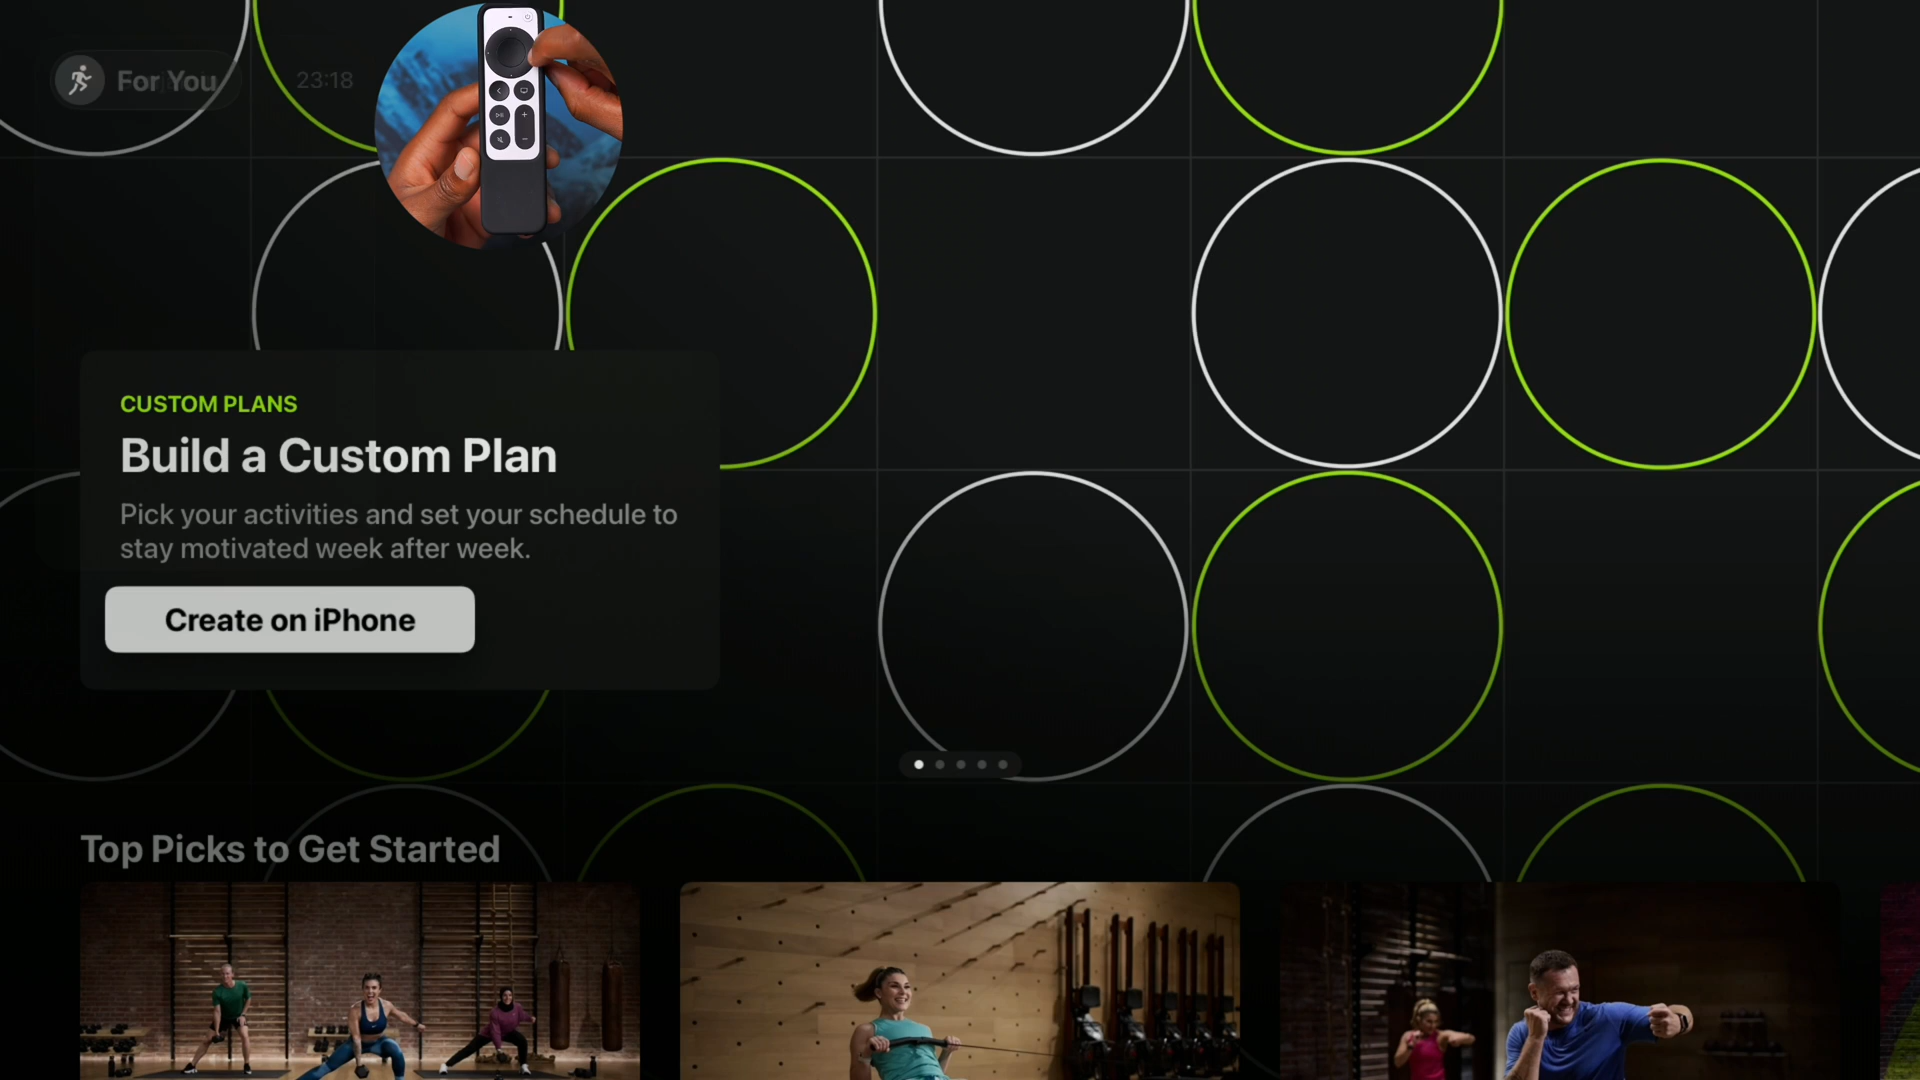 For You
23:18
CUSTOM PLANS
Build a Custom Plan
Pick your activities and set your schedule to
stay motivated week after week.
Create on iPhone
Top Picks to Get Started